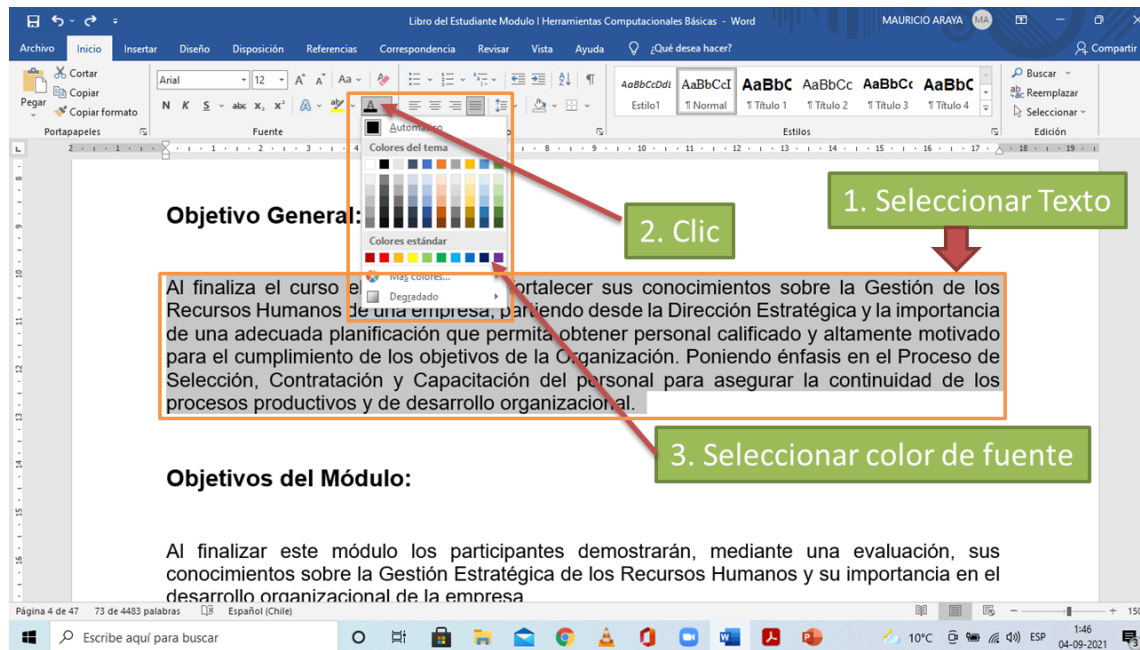 Libro del Estudiante Modulo I Herramientas Computacionales Básicas - Word
MAURICIO ARAYA MA
Archivo Inicio Insertar Diseño Disposición Referencias Correspondencia Revisar Vista Ayuda ¿Qué desea hacer? Compartir
Pegar
Cortar
Copiar
Copiar formato
Portapapeles
Arial 12
Fuente
AaBbCcDdI AaBbCcI AaBbC AaBbCc AaBbCc AaBbC
Estilo1 ¶ Normal ¶ Título 1 ¶ Título 2 ¶ Título 3 ¶ Título 4
Estilos
Buscar
Reemplazar
Seleccionar
Edición
Colores del tema
Colores estándar
Más colores...
Degradado
1. Seleccionar Texto
2. Clic
3. Seleccionar color de fuente
Objetivo General:
Al finaliza el curso el fortalecer sus conocimientos sobre la Gestión de los
Recursos Humanos de una empresa, partiendo desde la Dirección Estratégica y la importancia
de una adecuada planificación que permita obtener personal calificado y altamente motivado
para el cumplimiento de los objetivos de la Organización. Poniendo énfasis en el Proceso de
Selección, Contratación y Capacitación del personal para asegurar la continuidad de los
procesos productivos y de desarrollo organizacional.
Objetivos del Módulo:
Al finalizar este módulo los participantes demostrarán, mediante una evaluación, sus
conocimientos sobre la Gestión Estratégica de los Recursos Humanos y su importancia en el
desarrollo organizacional de la empresa
Página 4 de 47 73 de 4483 palabras Español (Chile)
Escribe aquí para buscar
10°C ESP 1:46
04-09-2021